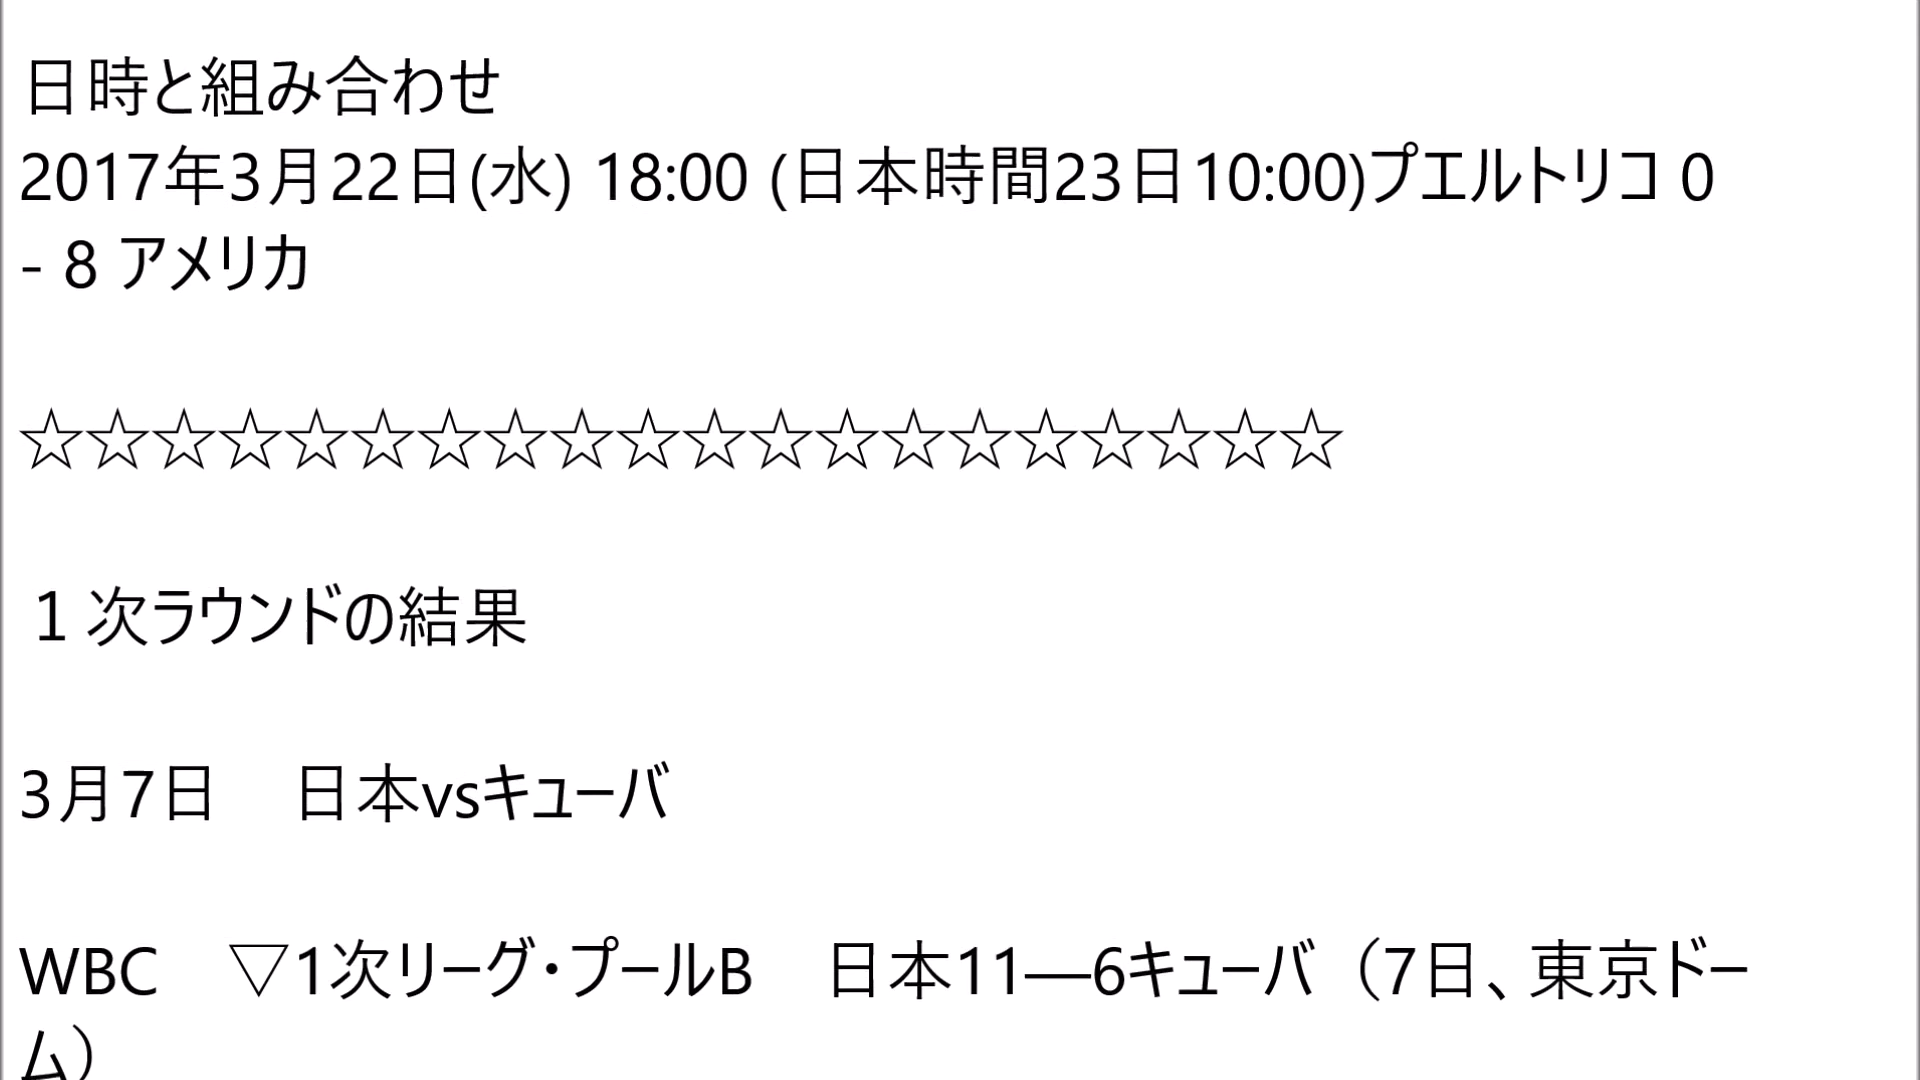 日時と組み合わせ
2017年3月22日(水) 18:00 (日本時間23日10:00)プエルトリコ 0
- 8 アメリカ
☆☆☆☆☆☆☆☆☆☆☆☆☆☆☆☆☆☆☆☆
１次ラウンドの結果
3月7日　日本vsキューバ
WBC　▽1次リーグ・プールB　日本11―6キューバ（7日、東京ドー
ム）